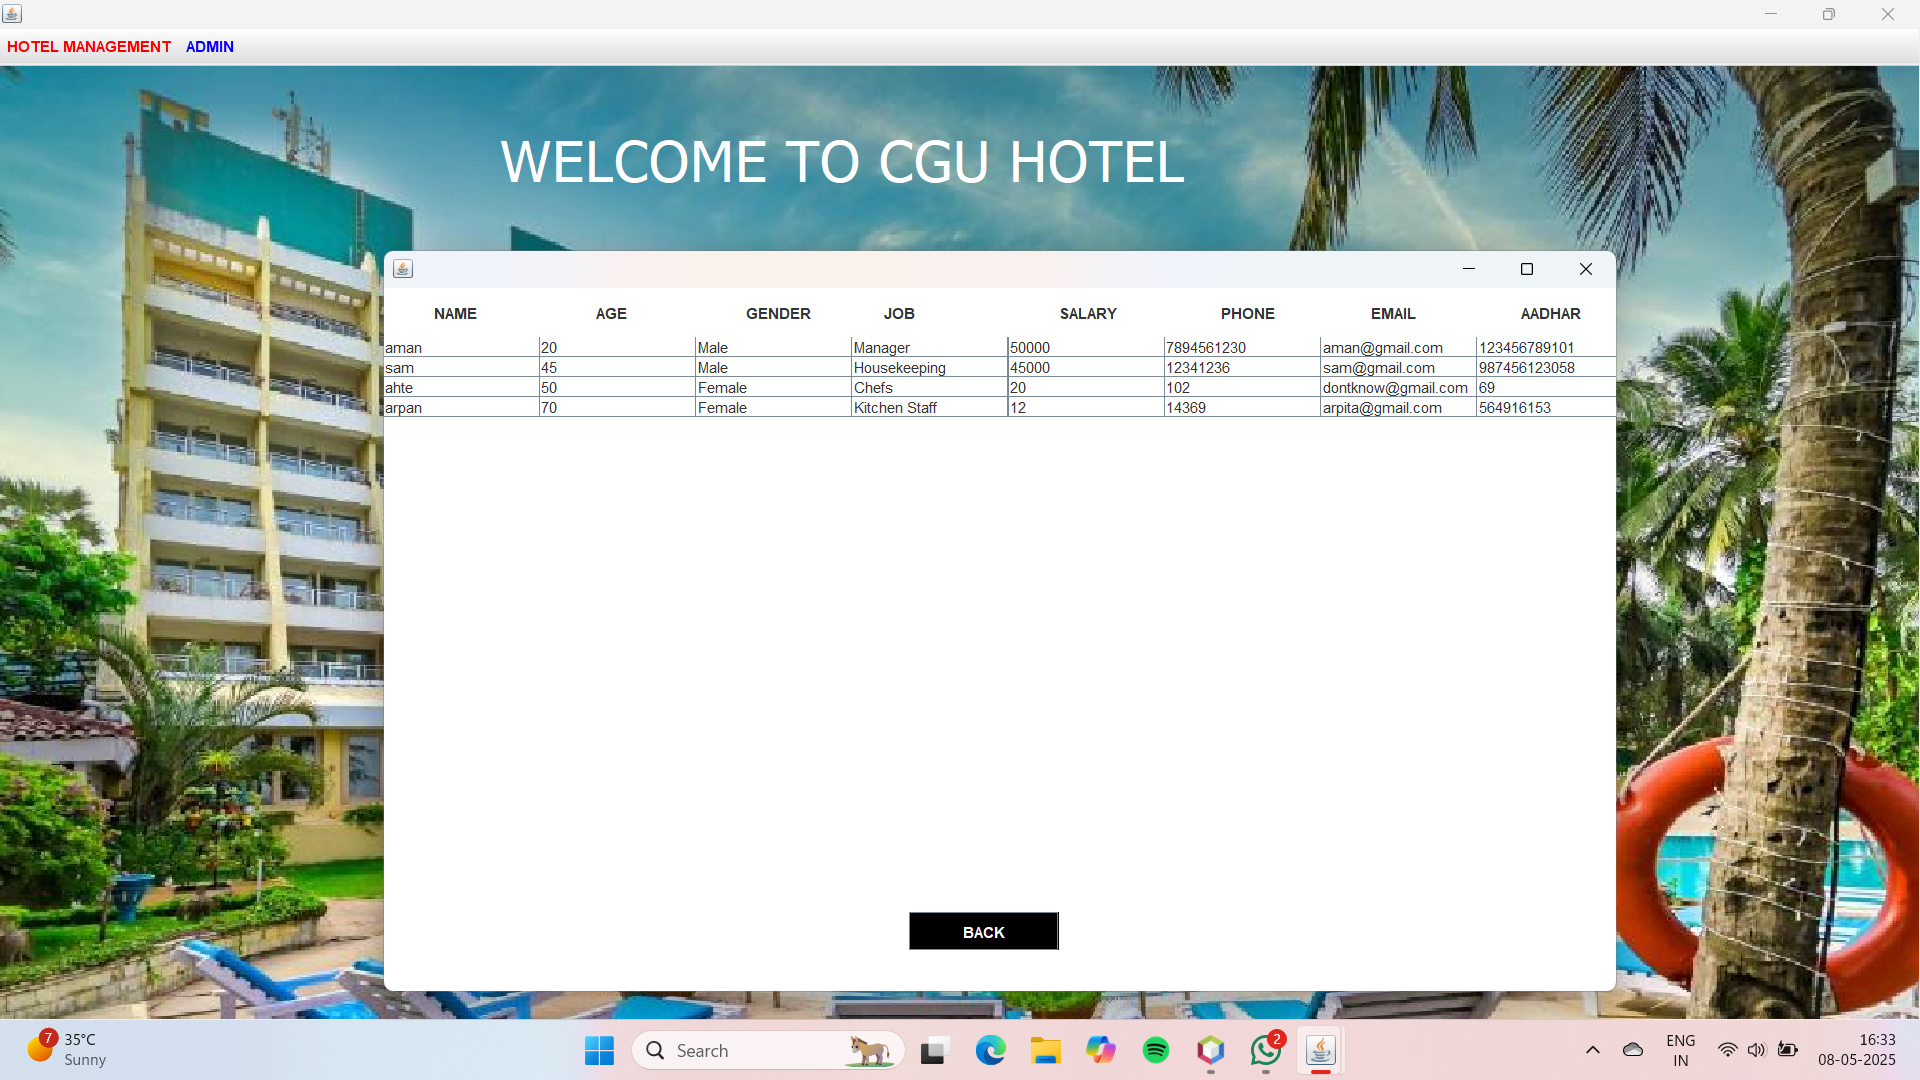 HOTEL MANAGEMENT ADMIN
WELCOME TO CGU HOTEL
NAME AGE GENDER JOB SALARY PHONE EMAIL AADHAR
aman 20 Male Manager 50000 7894561230 aman@gmail.com 123456789101
sam 45 Male Housekeeping 45000 12341236 sam@gmail.com 987456123058
ahte 50 Female Chefs 20 102 dontknow@gmail.com 69
arpan 70 Female Kitchen Staff 12 14369 arpita@gmail.com 564916153
BACK
7 35°C
Sunny
Search
2
ENG
IN
16:33
08-05-2025